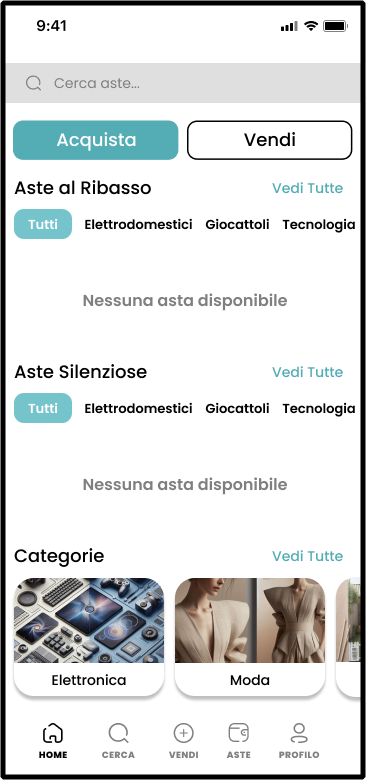 9:41
Cerca aste...
Acquista Vendi
Aste al Ribasso Vedi Tutte
Tutti Elettrodomestici Giocattoli Tecnologia
Nessuna asta disponibile
Aste Silenziose Vedi Tutte
Tutti Elettrodomestici Giocattoli Tecnologia
Nessuna asta disponibile
Categorie Vedi Tutte
Elettronica Moda
HOME CERCA VENDI ASTE PROFILO